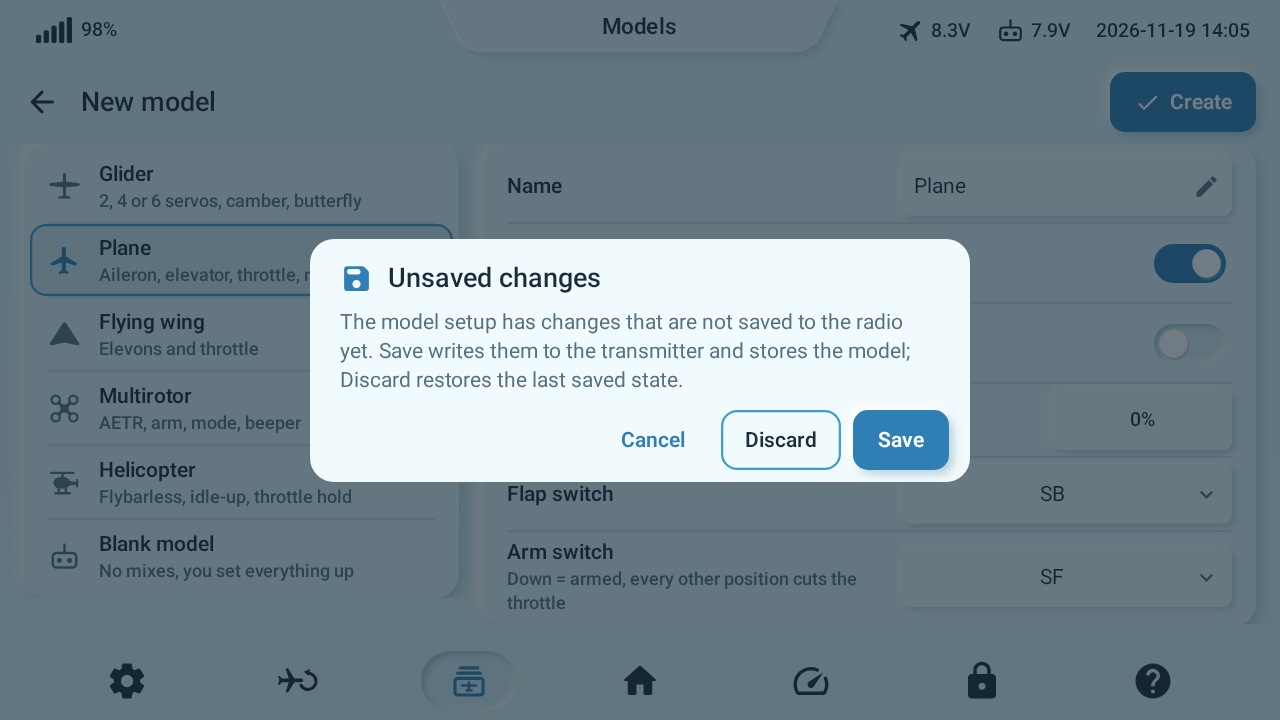 98%
Models
8.3V
7.9V
2026-11-19 14:05
New model
Create
Glider
2, 4 or 6 servos, camber, butterfly
Plane
Aileron, elevator, throttle,
Flying wing
Elevons and throttle
Multirotor
AETR, arm, mode, beeper
Helicopter
Flybarless, idle-up, throttle hold
Blank model
No mixes, you set everything up
Name
Plane
0%
Flap switch
SB
Arm switch
Down = armed, every other position cuts the
throttle
SF
Unsaved changes
The model setup has changes that are not saved to the radio
yet. Save writes them to the transmitter and stores the model;
Discard restores the last saved state.
Cancel
Discard
Save